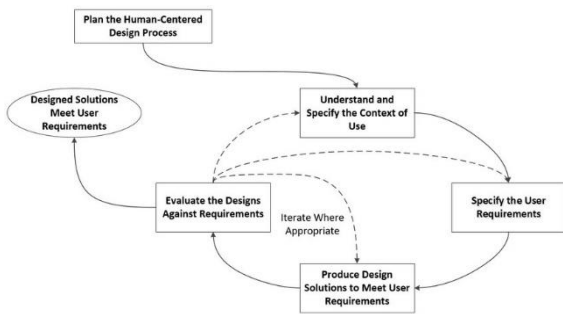 Plan the Human-Centered
Design Process
Designed Solutions
Meet User
Requirements
Understand and
Specify the Context of
Use
Evaluate the Designs
Against Requirements
Iterate Where
Appropriate
Specify the User
Requirements
Produce Design
Solutions to Meet User
Requirements